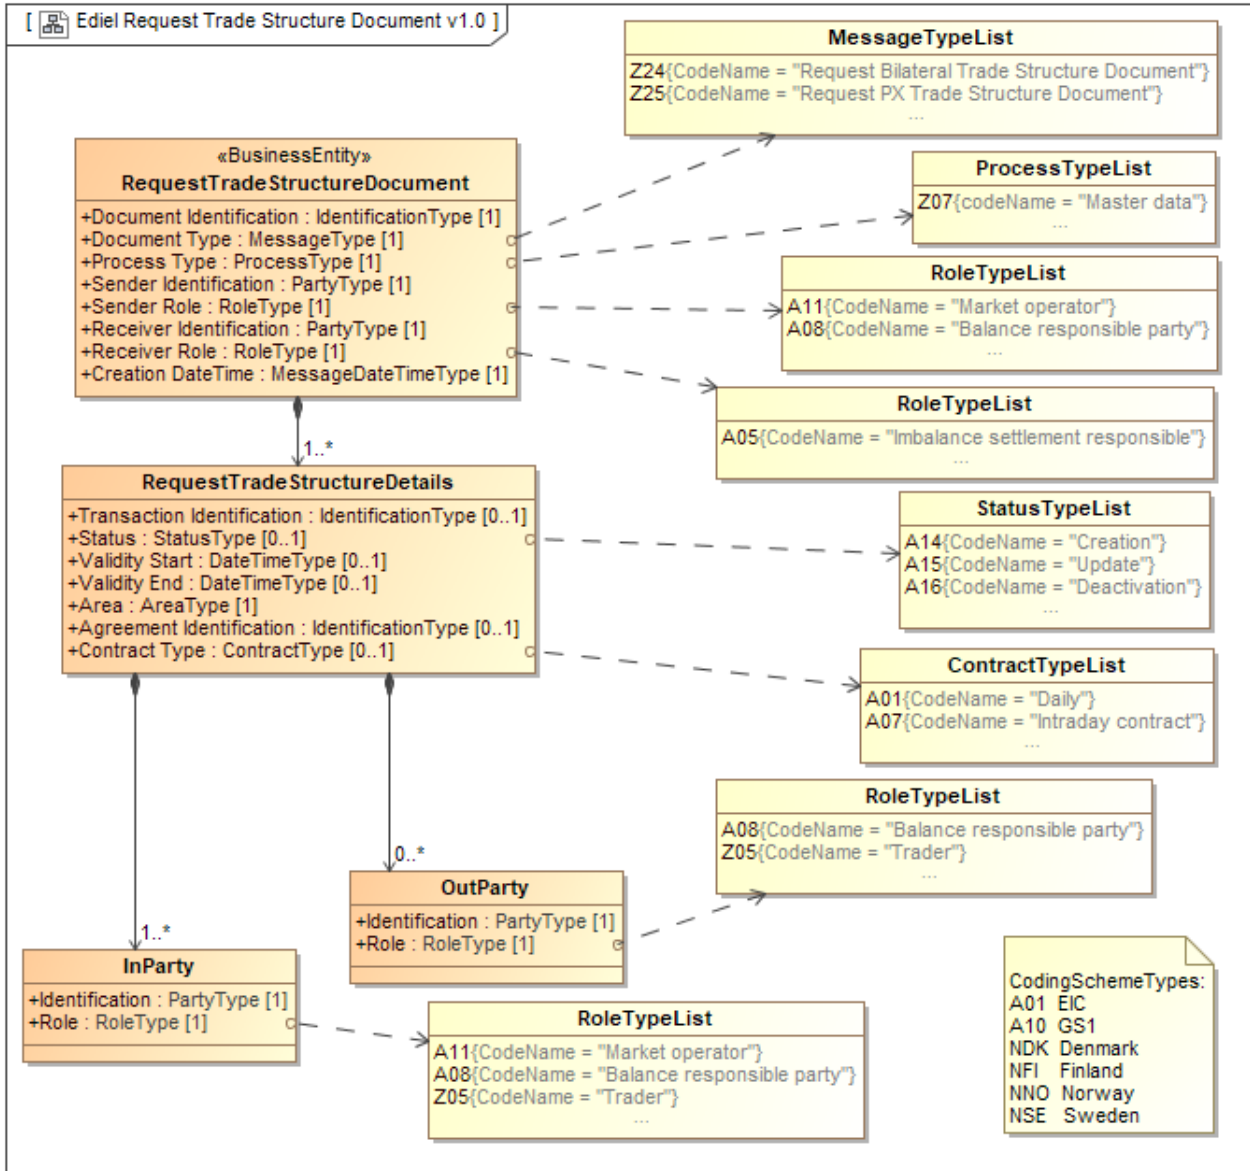 [ Ediel Request Trade Structure Document v1.0 ]
MessageTypeList
Z24{CodeName = "Request Bilateral Trade Structure Document"}
Z25{CodeName = "Request PX Trade Structure Document"}
...
«BusinessEntity»
RequestTradeStructureDocument
+Document Identification : IdentificationType [1]
+Document Type : MessageType [1]
+Process Type : ProcessType [1]
+Sender Identification : PartyType [1]
+Sender Role : RoleType [1]
+Receiver Identification : PartyType [1]
+Receiver Role : RoleType [1]
+Creation DateTime : MessageDateTimeType [1]
ProcessTypeList
Z07{codeName = "Master data"}
...
RoleTypeList
A11{CodeName = "Market operator"}
A08{CodeName = "Balance responsible party"}
...
RoleTypeList
A05{CodeName = "Imbalance settlement responsible"}
...
1..*
RequestTradeStructureDetails
+Transaction Identification : IdentificationType [0..1]
+Status : StatusType [0..1]
+Validity Start : DateTimeType [0..1]
+Validity End : DateTimeType [0..1]
+Area : AreaType [1]
+Agreement Identification : IdentificationType [0..1]
+Contract Type : ContractType [0..1]
StatusTypeList
A14{CodeName = "Creation"}
A15{CodeName = "Update"}
A16{CodeName = "Deactivation"}
...
ContractTypeList
A01{CodeName = "Daily"}
A07{CodeName = "Intraday contract"}
...
RoleTypeList
A08{CodeName = "Balance responsible party"}
Z05{CodeName = "Trader"}
...
0..*
OutParty
+Identification : PartyType [1]
+Role : RoleType [1]
1..*
InParty
+Identification : PartyType [1]
+Role : RoleType [1]
RoleTypeList
A11{CodeName = "Market operator"}
A08{CodeName = "Balance responsible party"}
Z05{CodeName = "Trader"}
...
CodingSchemeTypes:
A01 EIC
A10 GS1
NDK Denmark
NFI Finland
NNO Norway
NSE Sweden